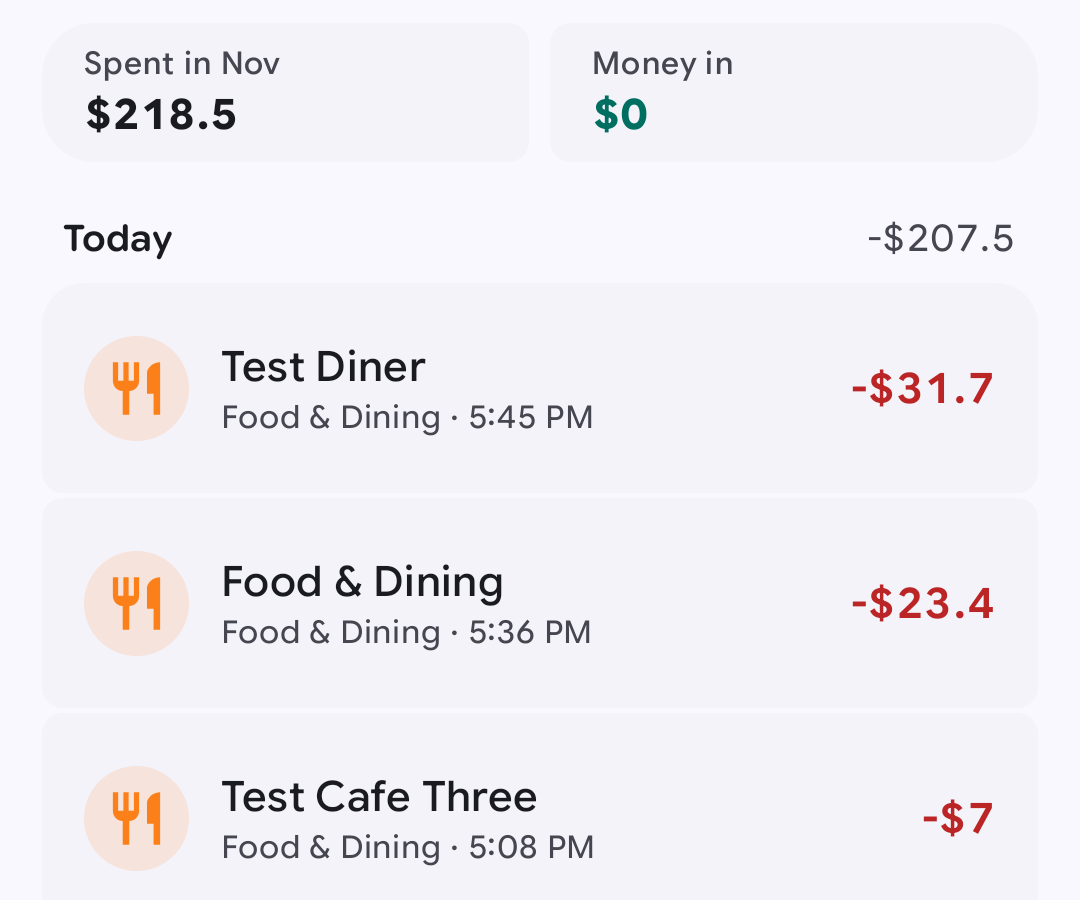 Spent in Nov
$218.5
Money in
$0
Today
-$207.5
Test Diner
Food & Dining · 5:45 PM
-$31.7
Food & Dining
Food & Dining · 5:36 PM
-$23.4
Test Cafe Three
Food & Dining · 5:08 PM
-$7